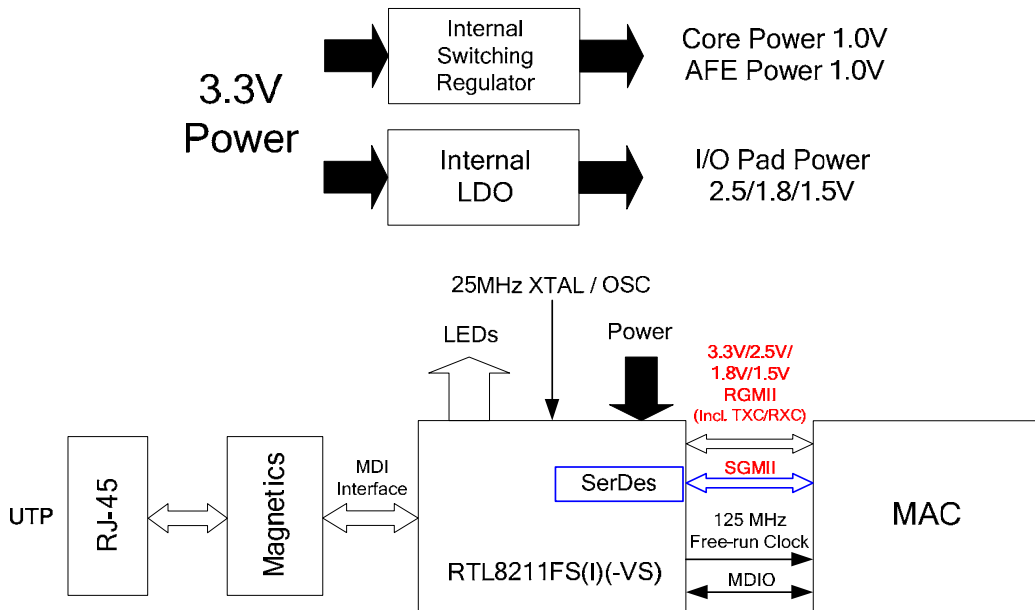 3.3V
Power
Internal
Switching
Regulator
Core Power 1.0V
AFE Power 1.0V
Internal
LDO
I/O Pad Power
2.5/1.8/1.5V
25MHz XTAL / OSC
LEDs
Power
3.3V/2.5V/
1.8V/1.5V
RGMII
(Incl. TXC/RXC)
UTP
RJ-45
Magnetics
MDI
Interface
SerDes
SGMII
MAC
125 MHz
Free-run Clock
RTL8211FS(I)(-VS)
MDIO